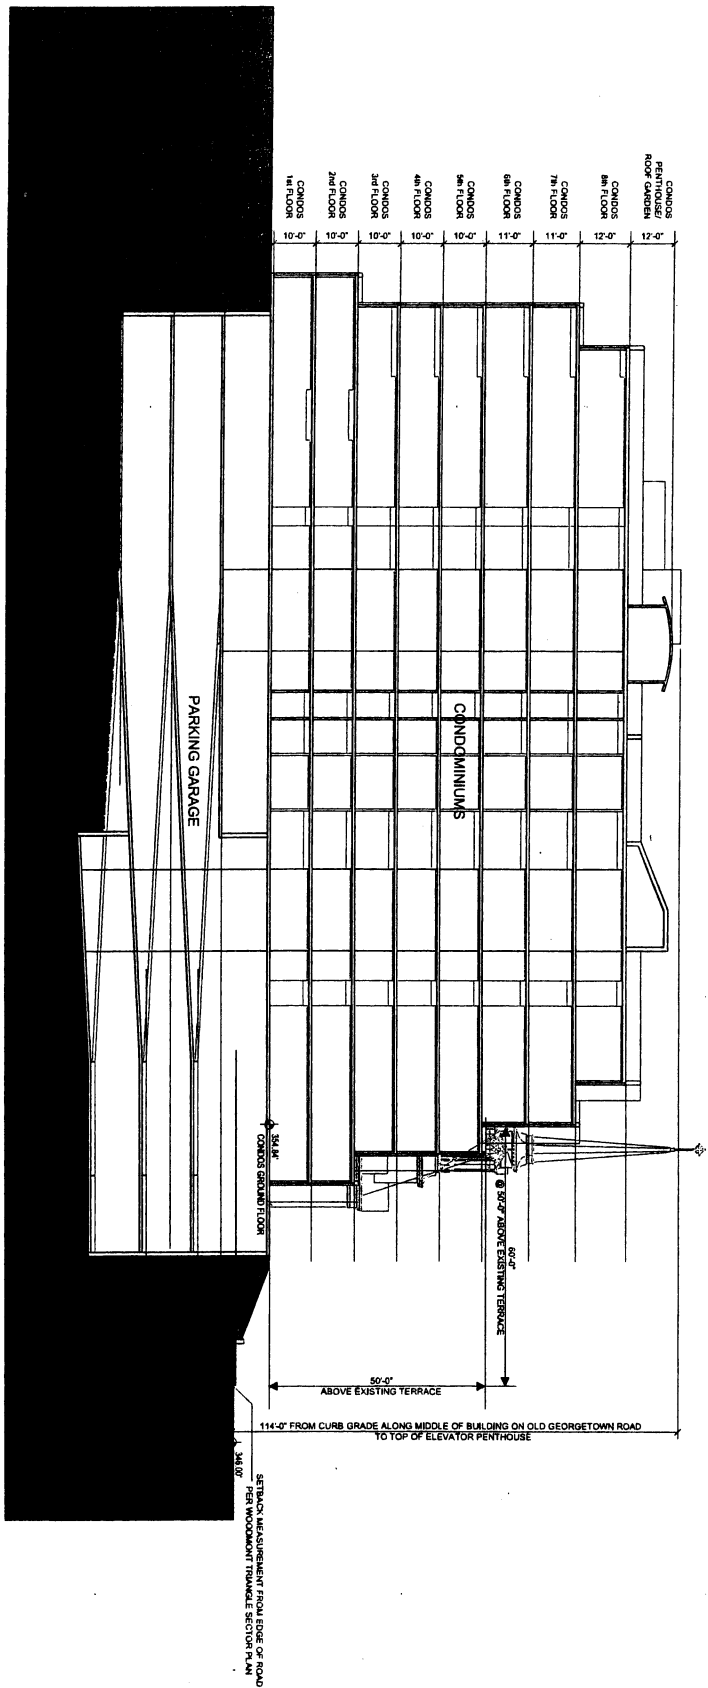 CONDOS
PENTHOUSE/
ROOF GARDEN
12'-0"
CONDOS
8th FLOOR
12'-0"
CONDOS
7th FLOOR
11'-0"
CONDOS
6th FLOOR
11'-0"
CONDOS
5th FLOOR
10'-0"
CONDOS
4th FLOOR
10'-0"
CONDOS
3rd FLOOR
10'-0"
CONDOS
2nd FLOOR
10'-0"
CONDOS
1st FLOOR
10'-0"
CONDOMINIUMS
PARKING GARAGE
354.84'
CONDOS GROUND FLOOR
60'-0"
@ 50'-0" ABOVE EXISTING TERRACE
50'-0"
ABOVE EXISTING TERRACE
114'-0" FROM CURB GRADE ALONG MIDDLE OF BUILDING ON OLD GEORGETOWN ROAD
TO TOP OF ELEVATOR PENTHOUSE
346.00'
SETBACK MEASUREMENT FROM EDGE OF ROAD
PER WOODMONT TRIANGLE SECTOR PLAN